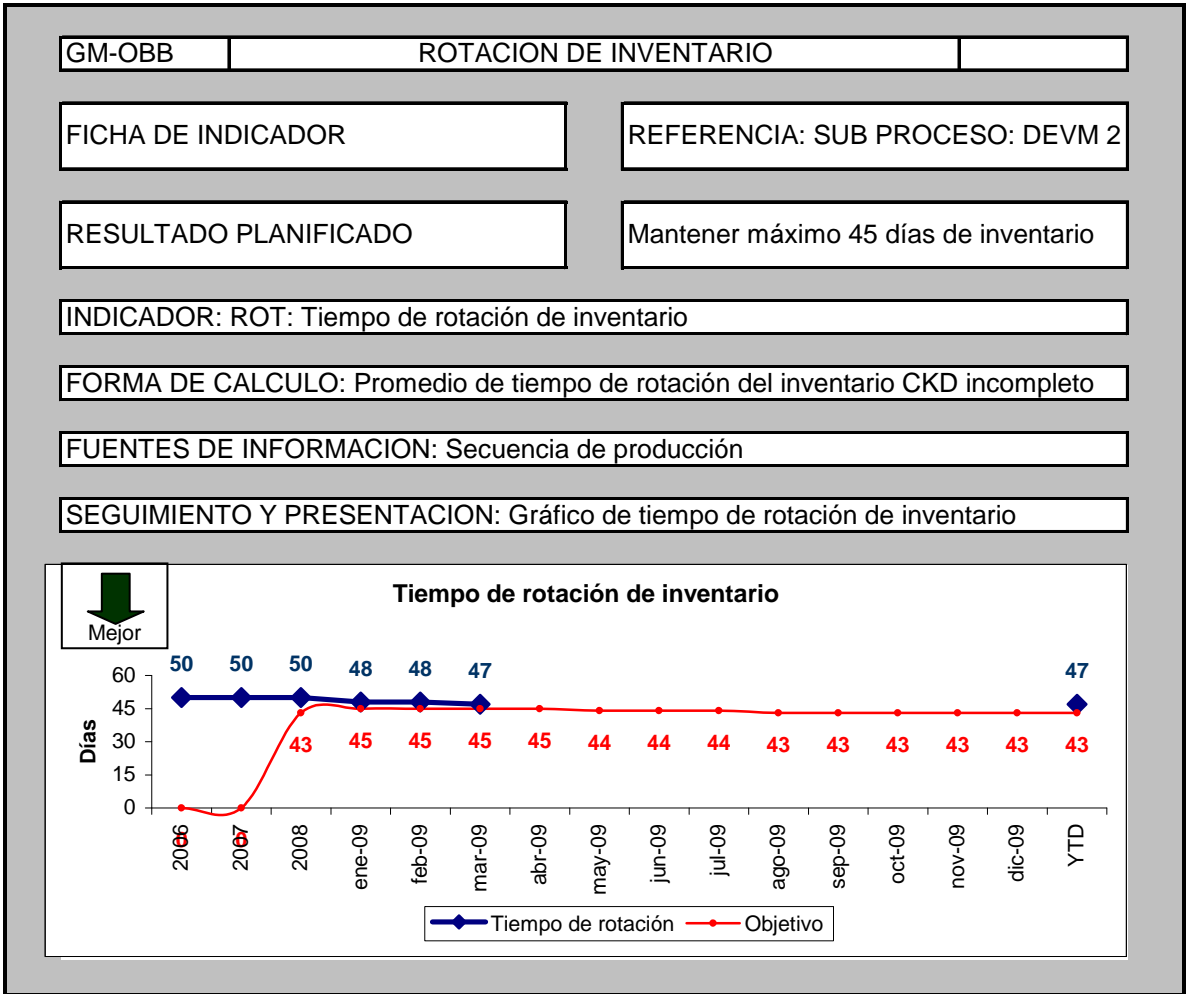 GM-OBB ROTACION DE INVENTARIO
FICHA DE INDICADOR
REFERENCIA: SUB PROCESO: DEVM 2
RESULTADO PLANIFICADO
Mantener máximo 45 días de inventario
INDICADOR: ROT: Tiempo de rotación de inventario
FORMA DE CALCULO: Promedio de tiempo de rotación del inventario CKD incompleto
FUENTES DE INFORMACION: Secuencia de producción
SEGUIMIENTO Y PRESENTACION: Gráfico de tiempo de rotación de inventario
Mejor
Tiempo de rotación de inventario
Días
60
45
30
15
0
50 50 50 48 48 47 47
43 45 45 45 45 44 44 44 43 43 43 43 43 43
0 0
2006 2007 2008 ene-09 feb-09 mar-09 abr-09 may-09 jun-09 jul-09 ago-09 sep-09 oct-09 nov-09 dic-09 YTD
Tiempo de rotación Objetivo